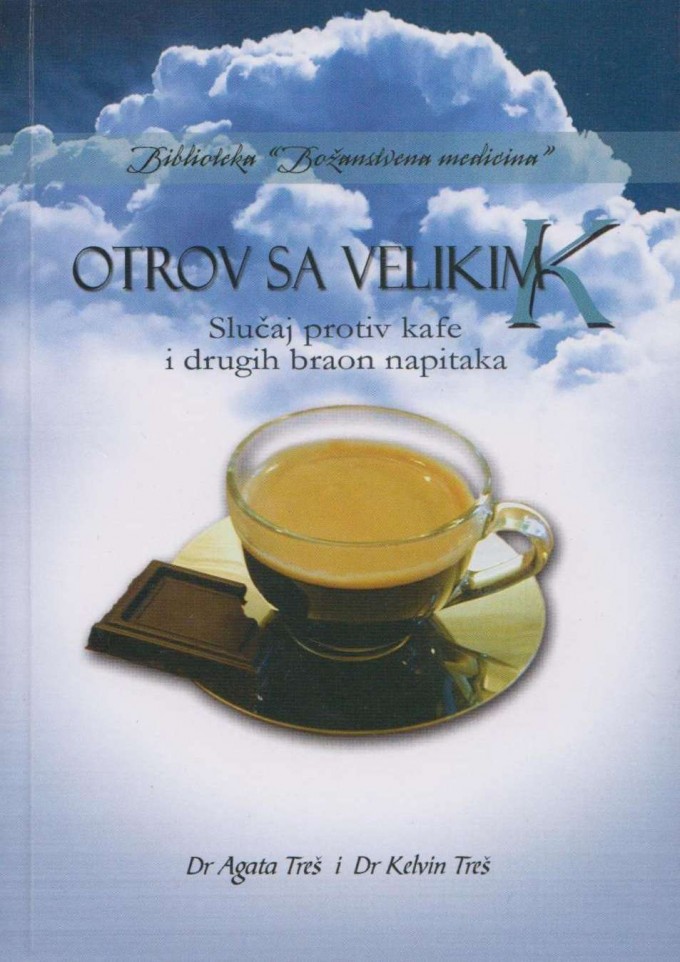 Biblioteka “Božanstvena medicina”
OTROV SA VELIKIM K
Slučaj protiv kafe
i drugih braon napitaka
Dr Agata Treš i Dr Kelvin Treš